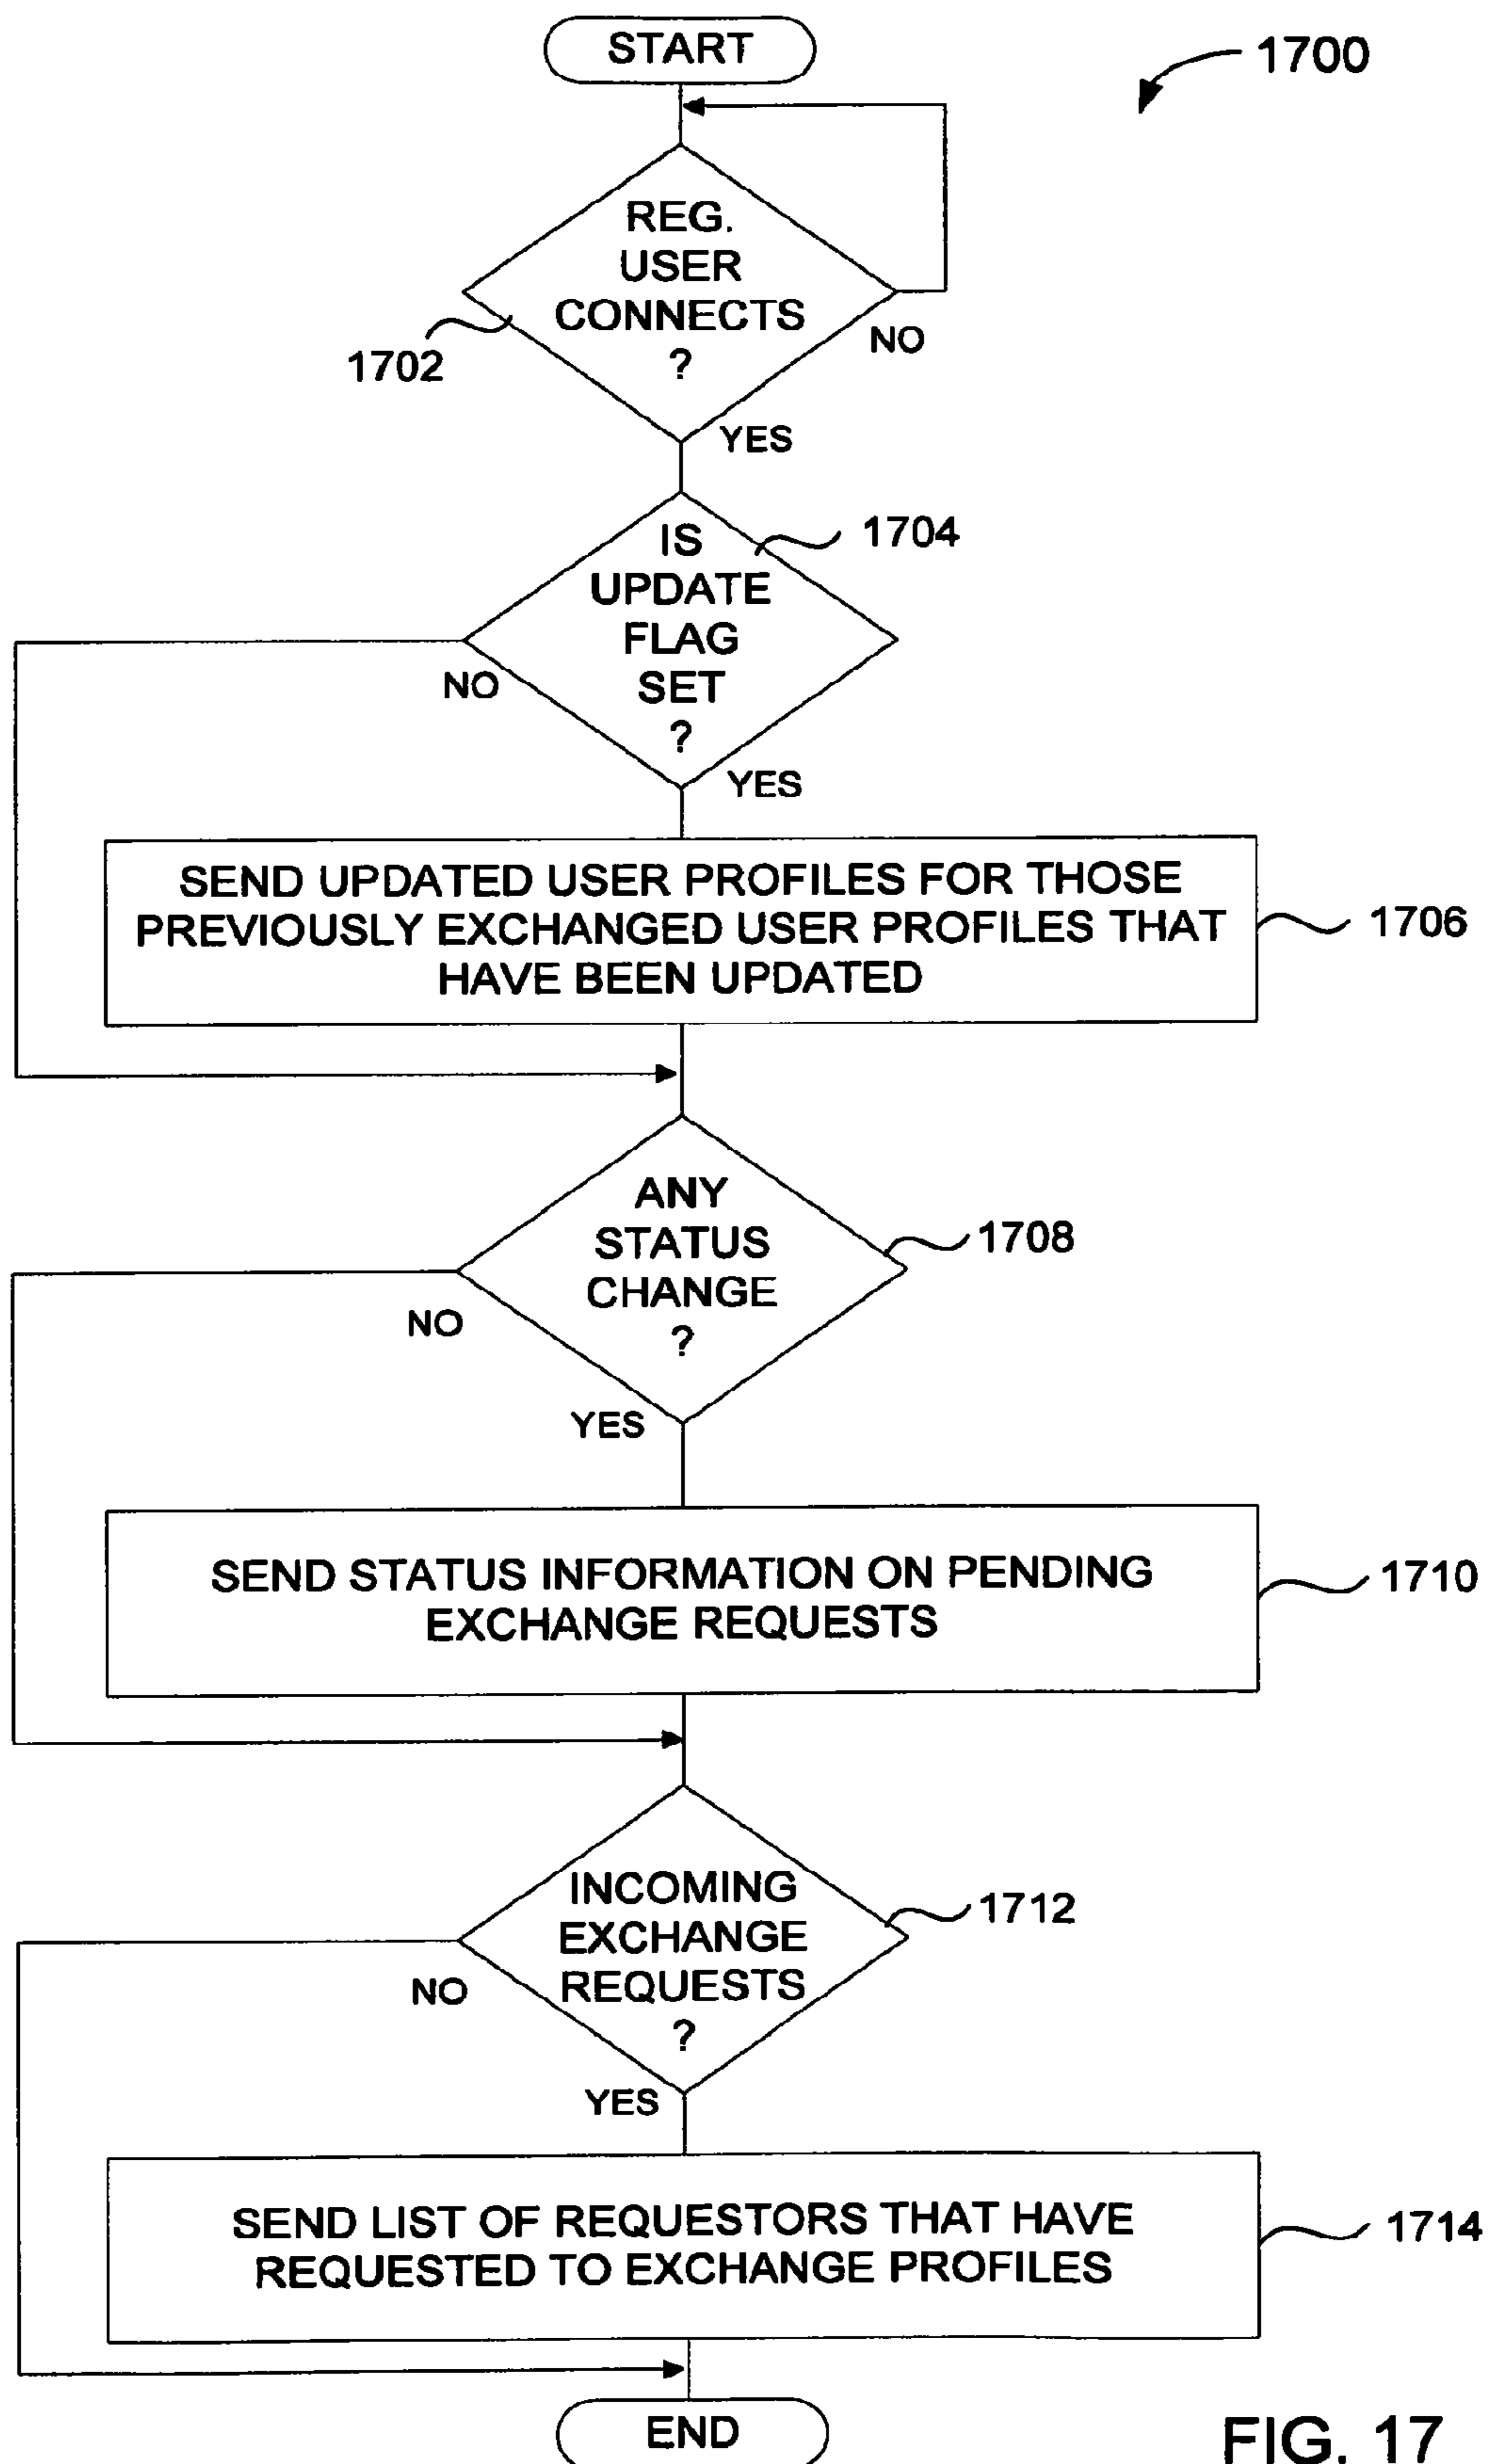 START
1700
REG.
USER
CONNECTS
?
NO
1702
YES
IS
UPDATE
FLAG
SET
?
1704
NO
YES
SEND UPDATED USER PROFILES FOR THOSE
PREVIOUSLY EXCHANGED USER PROFILES THAT
HAVE BEEN UPDATED
1706
ANY
STATUS
CHANGE
?
1708
NO
YES
SEND STATUS INFORMATION ON PENDING
EXCHANGE REQUESTS
1710
INCOMING
EXCHANGE
REQUESTS
?
1712
NO
YES
SEND LIST OF REQUESTORS THAT HAVE
REQUESTED TO EXCHANGE PROFILES
1714
END
FIG. 17